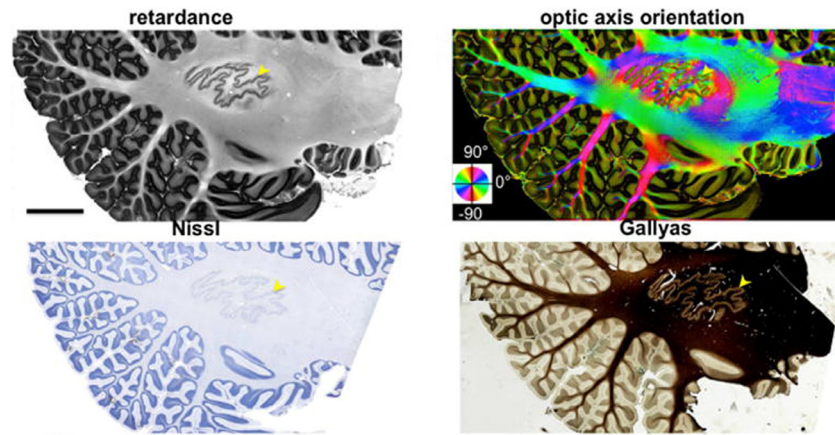 retardance
optic axis orientation
90°
0°
-90
Nissl
Gallyas